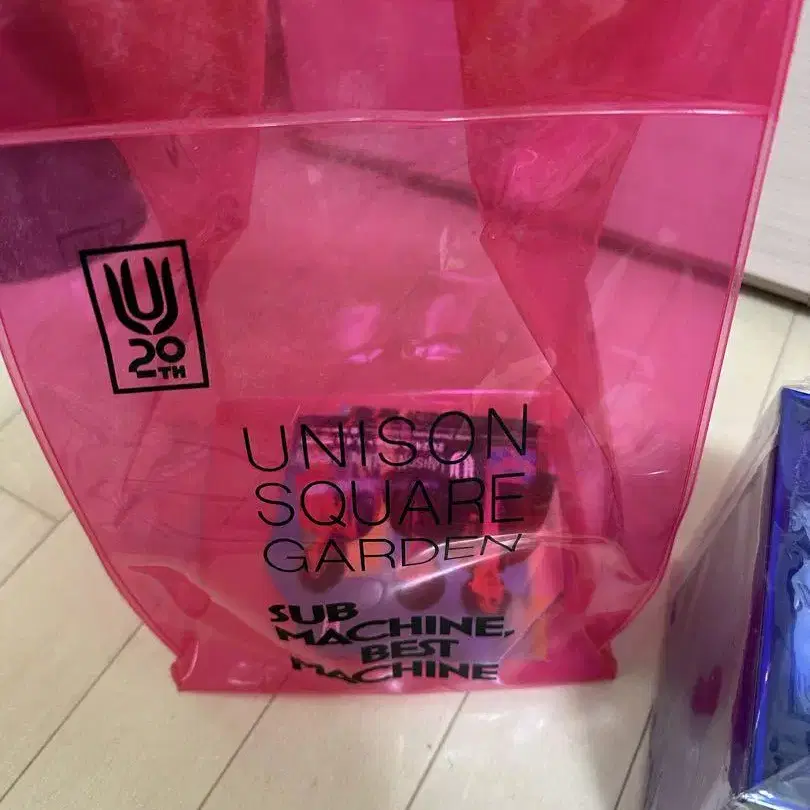 U
20TH
UNISON
SQUARE
GARDEN
SUB
MACHINE,
BEST
MACHINE